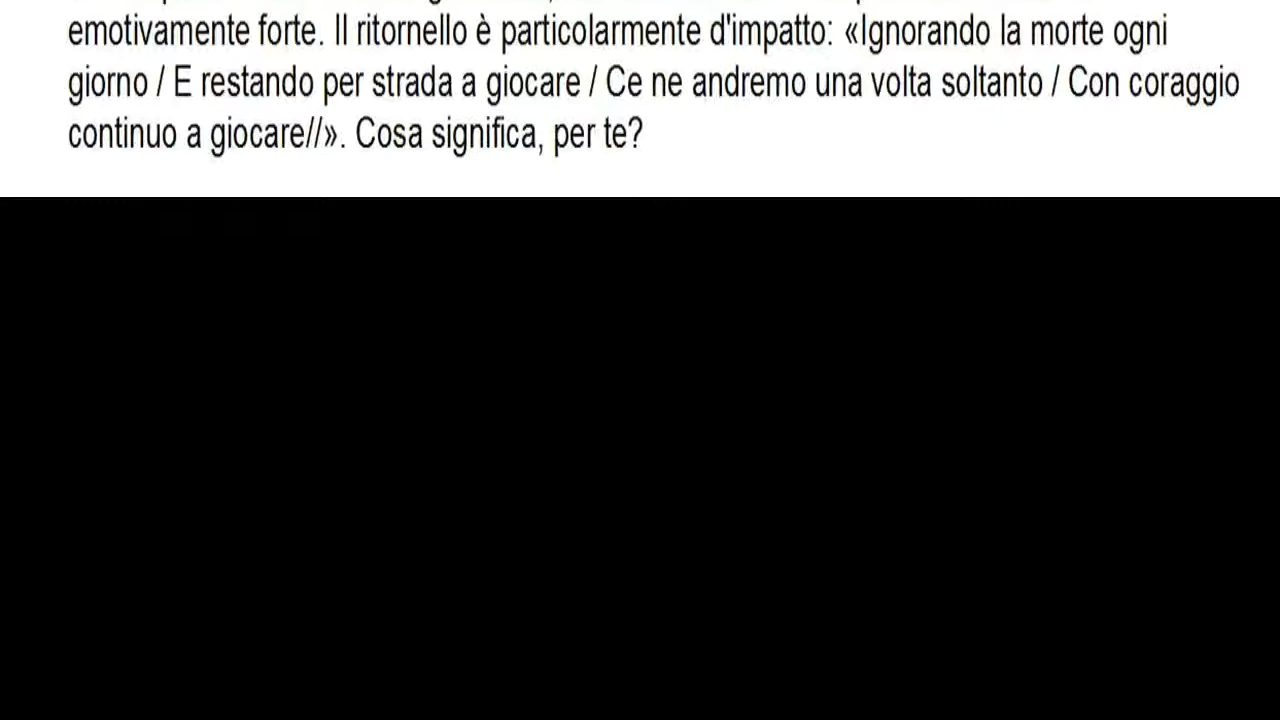 emotivamente forte. Il ritornello è particolarmente d'impatto: «Ignorando la morte ogni
giorno / E restando per strada a giocare / Ce ne andremo una volta soltanto / Con coraggio
continuo a giocare//». Cosa significa, per te?